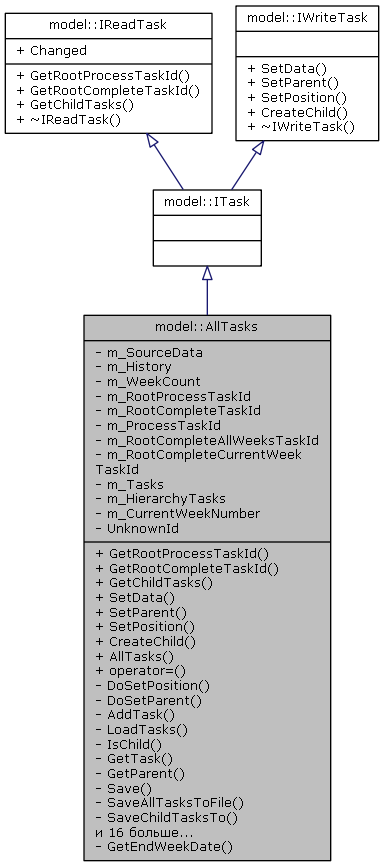 model::IReadTask
+ Changed
+ GetRootProcessTaskId()
+ GetRootCompleteTaskId()
+ GetChildTasks()
+ ~IReadTask()
model::IWriteTask
+ SetData()
+ SetParent()
+ SetPosition()
+ CreateChild()
+ ~IWriteTask()
model::ITask
model::AllTasks
- m_SourceData
- m_History
- m_WeekCount
- m_RootProcessTaskId
- m_RootCompleteTaskId
- m_ProcessTaskId
- m_RootCompleteAllWeeksTaskId
- m_RootCompleteCurrentWeek
TaskId
- m_Tasks
- m_HierarchyTasks
- m_CurrentWeekNumber
- UnknownId
+ GetRootProcessTaskId()
+ GetRootCompleteTaskId()
+ GetChildTasks()
+ SetData()
+ SetParent()
+ SetPosition()
+ CreateChild()
+ AllTasks()
+ operator=()
- DoSetPosition()
- DoSetParent()
- AddTask()
- LoadTasks()
- IsChild()
- GetTask()
- GetParent()
- Save()
- SaveAllTasksToFile()
- SaveChildTasksTo()
и 16 больше...
- GetEndWeekDate()